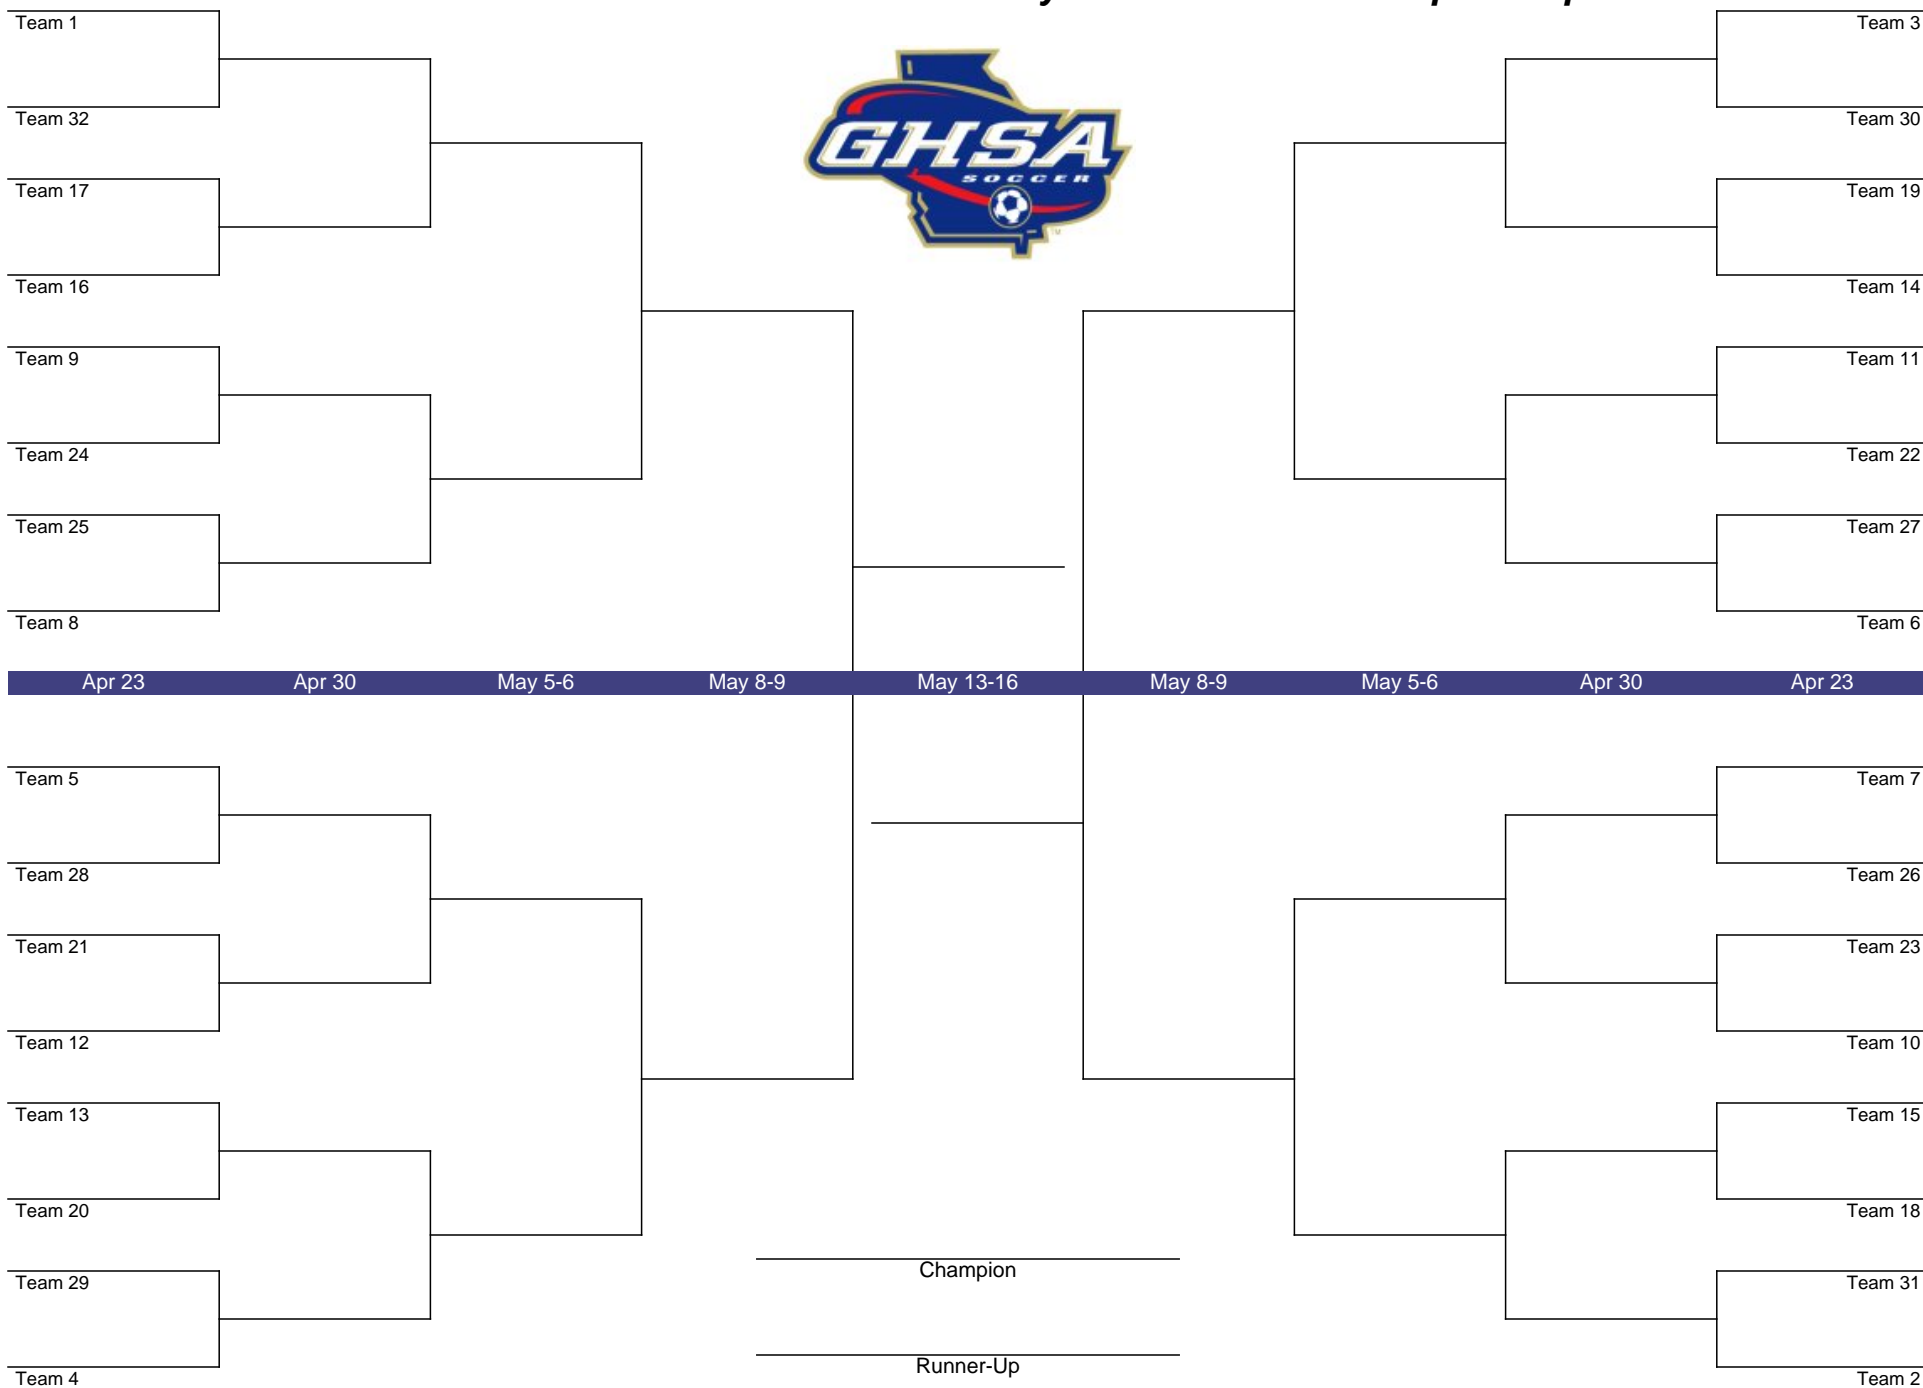 Team 1
Team 3
Team 32
Team 30
Team 17
Team 19
Team 16
Team 14
GHSA
SOCCER
TM
Team 9
Team 11
Team 24
Team 22
Team 25
Team 27
Team 8
Team 6
Apr 23 Apr 30 May 5-6 May 8-9 May 13-16 May 8-9 May 5-6 Apr 30 Apr 23
Team 5
Team 7
Team 28
Team 26
Team 21
Team 23
Team 12
Team 10
Team 13
Team 15
Team 20
Team 18
Team 29
Team 31
Team 4
Team 2
Champion
Runner-Up